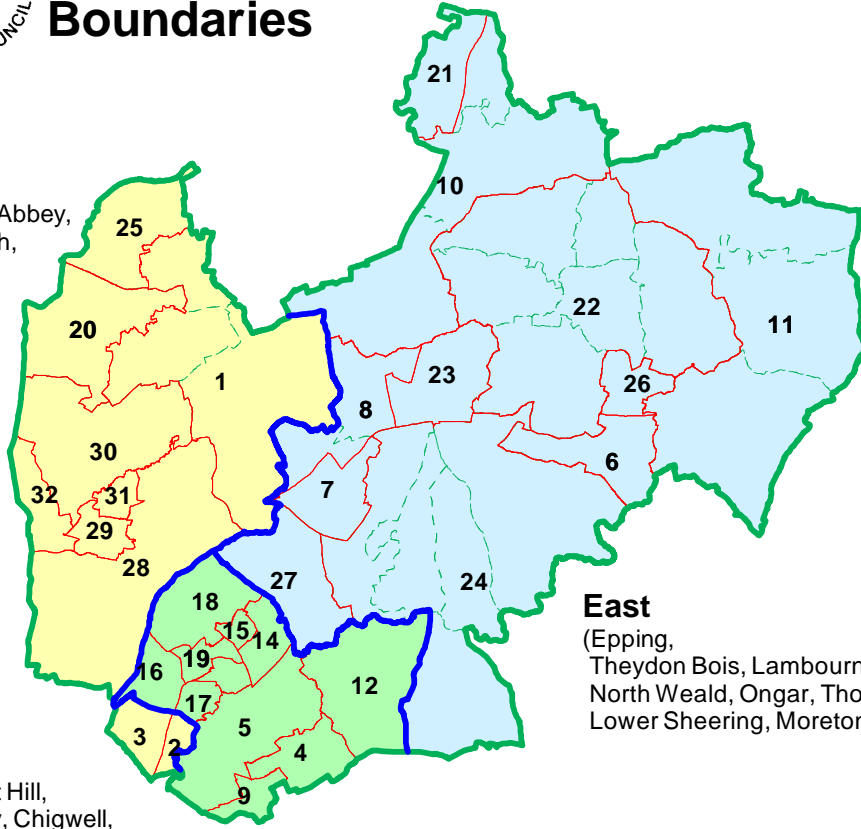 UNCIL
Boundaries
21
10
Abbey,
h,
25
22
11
20
23
26
1
8
30
6
32
31
7
29
28
27
24
18
15
14
19
16
12
17
5
3
2
4
9
East
(Epping,
Theydon Bois, Lambourn
North Weald, Ongar, Tho
Lower Sheering, Moreto
t Hill,
, Chigwell,